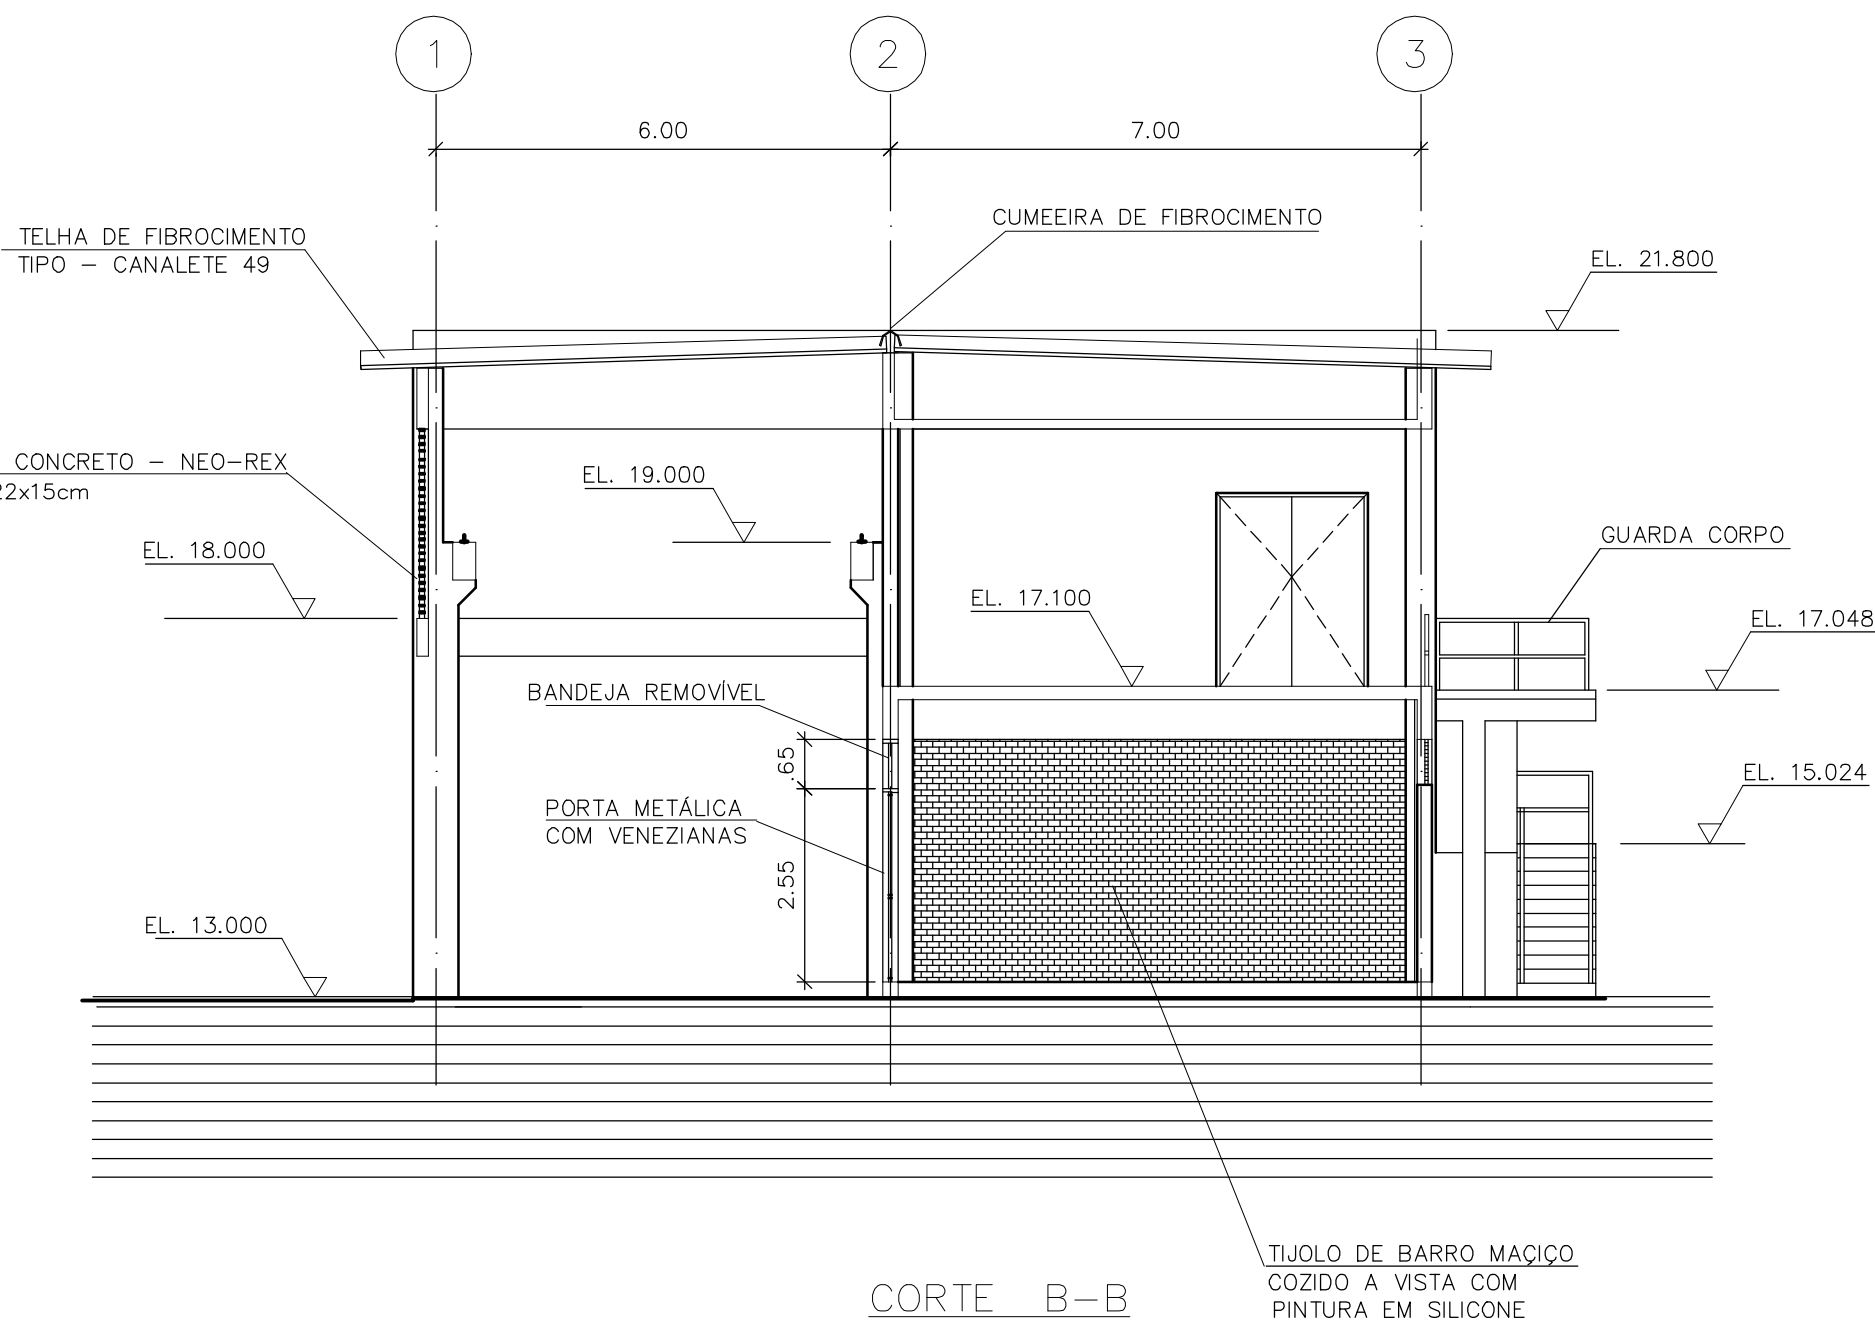 1
2
3
6.00
7.00
CUMEEIRA DE FIBROCIMENTO
TELHA DE FIBROCIMENTO
TIPO - CANALETE 49
EL. 21.800
CONCRETO - NEO-REX
22x15cm
EL. 19.000
EL. 18.000
GUARDA CORPO
EL. 17.100
EL. 17.048
BANDEJA REMOVÍVEL
.65
EL. 15.024
PORTA METÁLICA
COM VENEZIANAS
2.55
EL. 13.000
TIJOLO DE BARRO MAÇIÇO
COZIDO A VISTA COM
PINTURA EM SILICONE
CORTE B-B